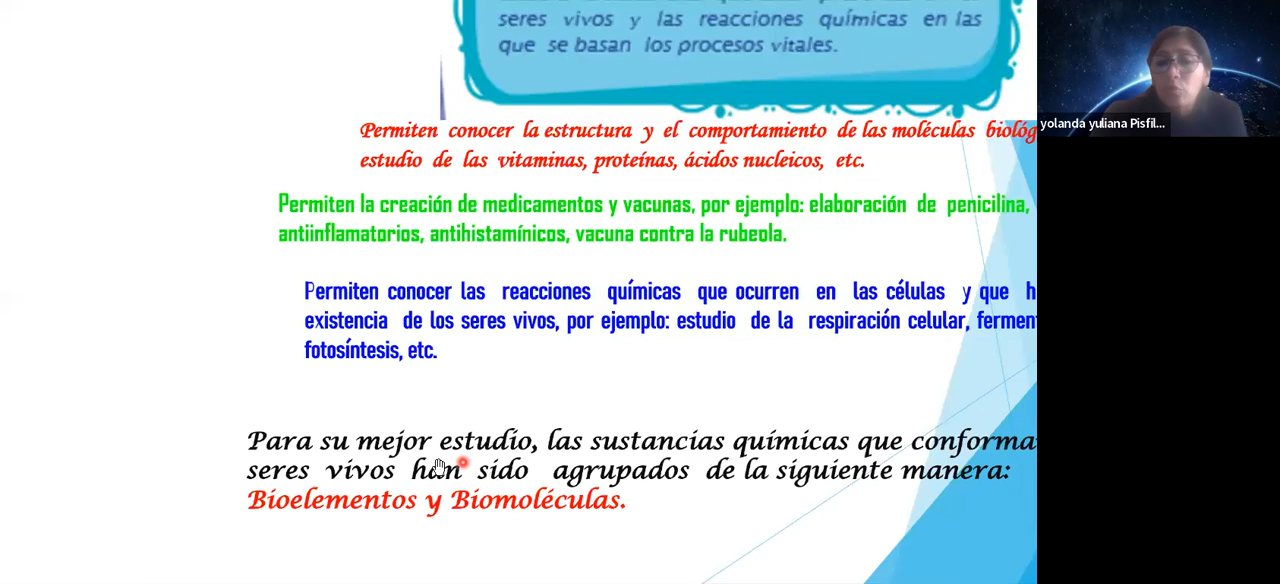 seres vivos y las reacciones químicas en las
que se basan los procesos vitales.
yolanda yuliana Pisfil...
Permiten conocer la estructura y el comportamiento de las moléculas biológ
estudio de las vitaminas, proteínas, ácidos nucleicos, etc.
Permiten la creación de medicamentos y vacunas, por ejemplo: elaboración de penicilina,
antiinflamatorios, antihistamínicos, vacuna contra la rubeola.
Permiten conocer las reacciones químicas que ocurren en las células y que h
existencia de los seres vivos, por ejemplo: estudio de la respiración celular, ferment
fotosíntesis, etc.
Para su mejor estudio, las sustancias químicas que conforma
seres vivos han sido agrupados de la siguiente manera:
Bioelementos y Biomoléculas.